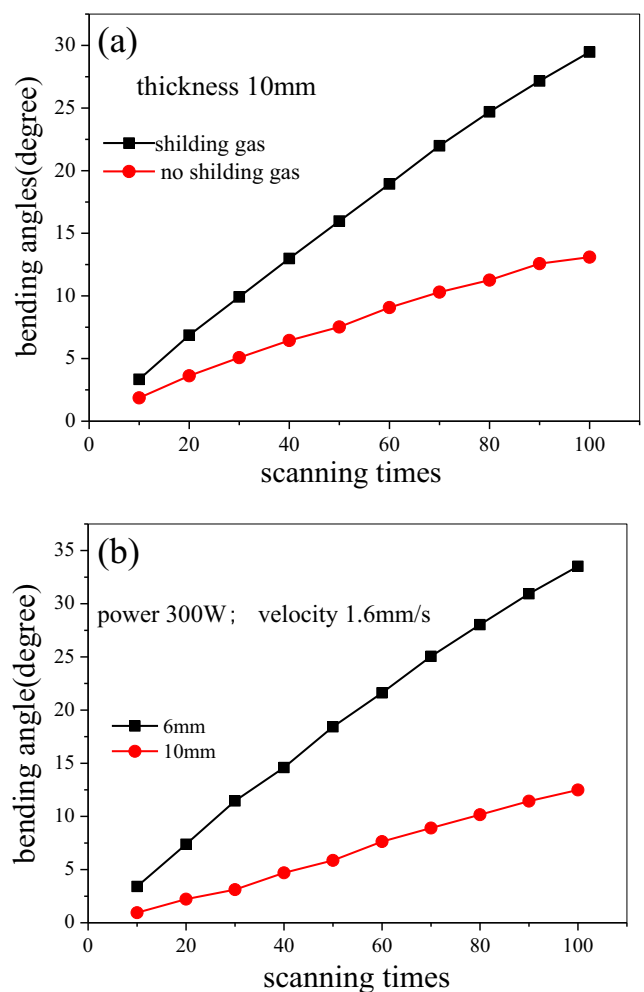 (a)
thickness 10mm
shilding gas
no shilding gas
bending angles(degree)
30
25
20
15
10
5
0
0 20 40 60 80 100
scanning times
(b)
power 300W; velocity 1.6mm/s
6mm
10mm
bending angle(degree)
35
30
25
20
15
10
5
0
0 20 40 60 80 100
scanning times